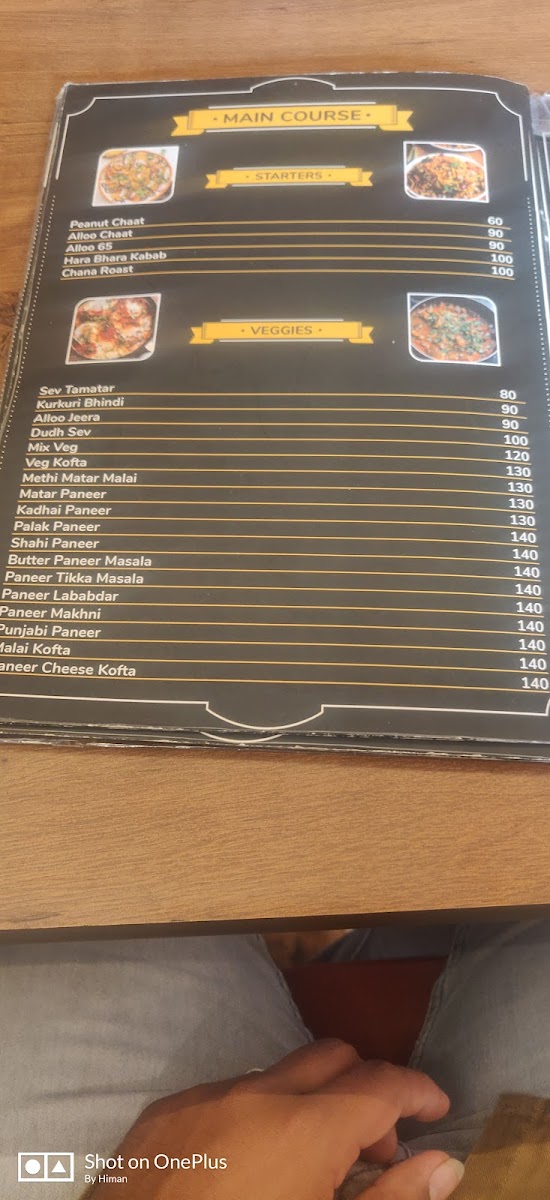 MAIN COURSE
STARTERS
Peanut Chaat 60
Alloo Chaat 90
Alloo 65 90
Hara Bhara Kabab 100
Chana Roast 100
VEGGIES
Sev Tamatar 80
Kurkuri Bhindi 90
Alloo Jeera 90
Dudh Sev 100
Mix Veg 120
Veg Kofta 130
Methi Matar Malai 130
Matar Paneer 130
Kadhai Paneer 130
Palak Paneer 140
Shahi Paneer 140
Butter Paneer Masala 140
Paneer Tikka Masala 140
Paneer Lababdar 140
Paneer Makhni 140
Punjabi Paneer 140
Malai Kofta 140
aneer Cheese Kofta 140
Shot on OnePlus
By Himan